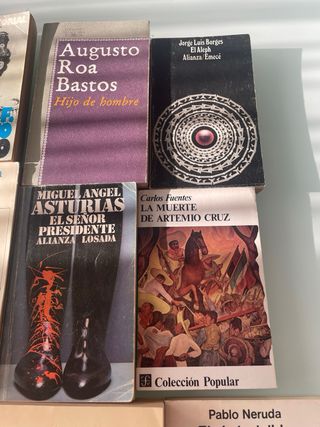 Augusto
Roa
Bastos
Hijo de hombre
Jorge Luis Borges
El Aleph
Alianza/Emecé
MIGUEL ANGEL
ASTURIAS
EL SEÑOR
PRESIDENTE
ALIANZA LOSADA
Carlos Fuentes
LA MUERTE
DE ARTEMIO CRUZ
Colección Popular
Pablo Neruda